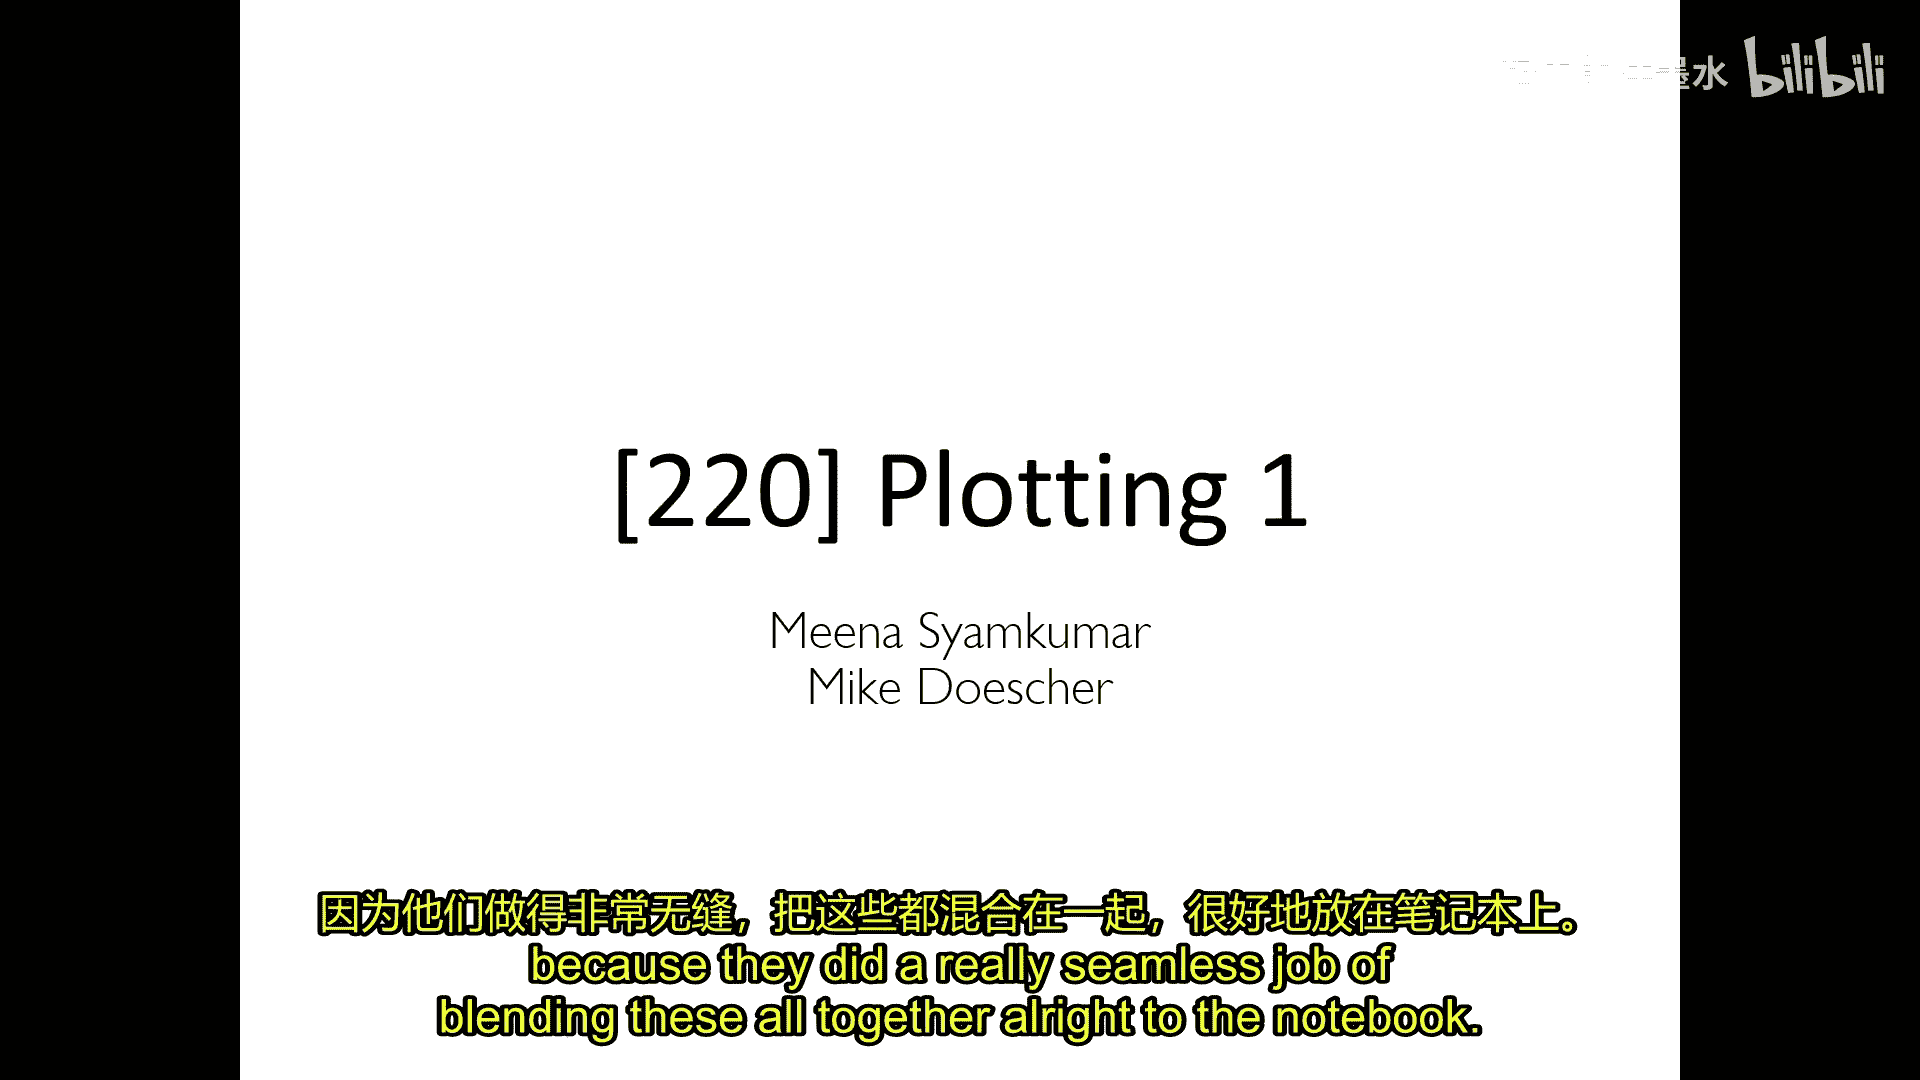 水 bilibili
[220] Plotting 1
Meena Syamkumar
Mike Doescher
因为他们做得非常无缝，把这些都混合在一起，很好地放在笔记本上。
because they did a really seamless job of
blending these all together alright to the notebook.